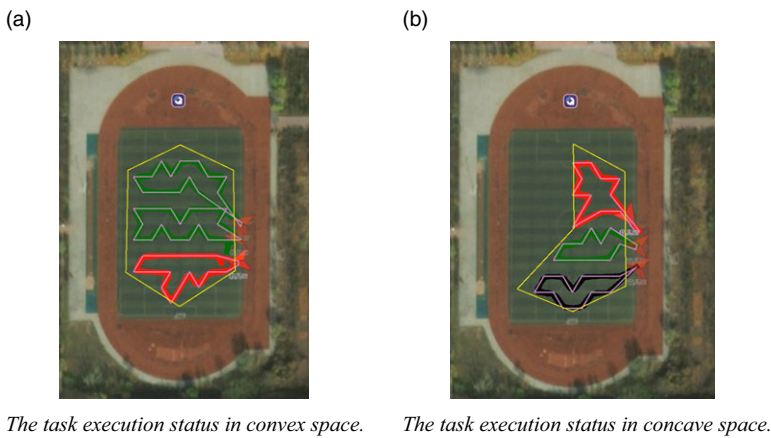 (a)
(b)
The task execution status in convex space.
The task execution status in concave space.